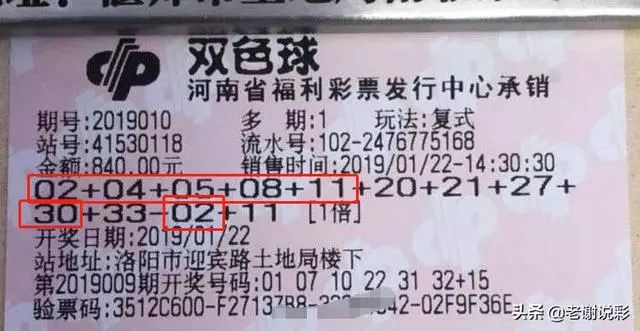 双色球
河南省福利彩票发行中心承销
期号:2019010 多期:1 玩法:复式
站号:41530118 流水号:102-2476775168
金额:840.00元 销售时间:2019/01/22-14:30:30
02+04+05+08+11+20+21+27+
30+33-02+11 [1倍]
开奖日期:2019/01/22
站地址:洛阳市迎宾路土地局楼下
第2019009期开奖号码:01 07 10 22 31 32+15
验票码:3512C600-F27137B8- 642-02F9F36E
头条 @老谢说彩